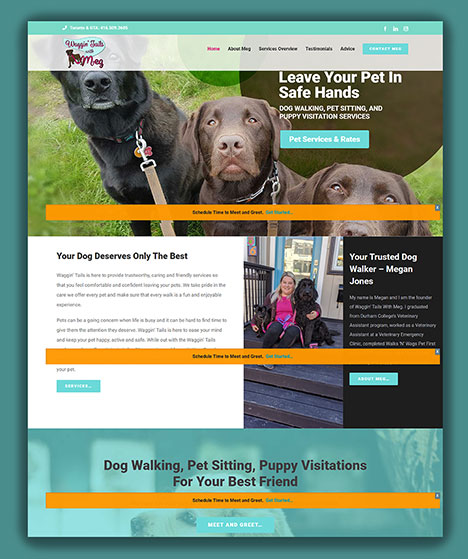 Toronto & GTA: 416.509.3686
Waggin' Tails
with
Meg
Home About Meg Services Overview Testimonials Advice CONTACT MEG
Leave Your Pet In
Safe Hands
DOG WALKING, PET SITTING, AND
PUPPY VISITATION SERVICES
Pet Services & Rates
Schedule Time to Meet and Greet. Get Started...
X
Your Dog Deserves Only The Best
Waggin' Tails is here to provide trustworthy, caring and friendly services so
that you feel comfortable and confident leaving your pets. We take pride in the
care we offer every pet and make sure that every walk is a fun and enjoyable
experience.
Pets can be a going concern when life is busy and it can be hard to find time to
give them the attention they deserve. Waggin' Tails is here to ease your mind
and keep your pet happy, active and safe. While out with the Waggin' Tails
your pet.
SERVICES...
Your Trusted Dog
Walker – Megan
Jones
My name is Megan and I am the founder
of Waggin' Tails With Meg. I graduated
from Durham College's Veterinary
Assistant program, worked as a Veterinary
Assistant at a Veterinary Emergency
Clinic, completed Walks 'N' Wags Pet First
Schedule Time to Meet and Greet. Get Started...
X
ABOUT MEG...
Dog Walking, Pet Sitting, Puppy Visitations
For Your Best Friend
Schedule Time to Meet and Greet. Get Started...
X
MEET AND GREET...